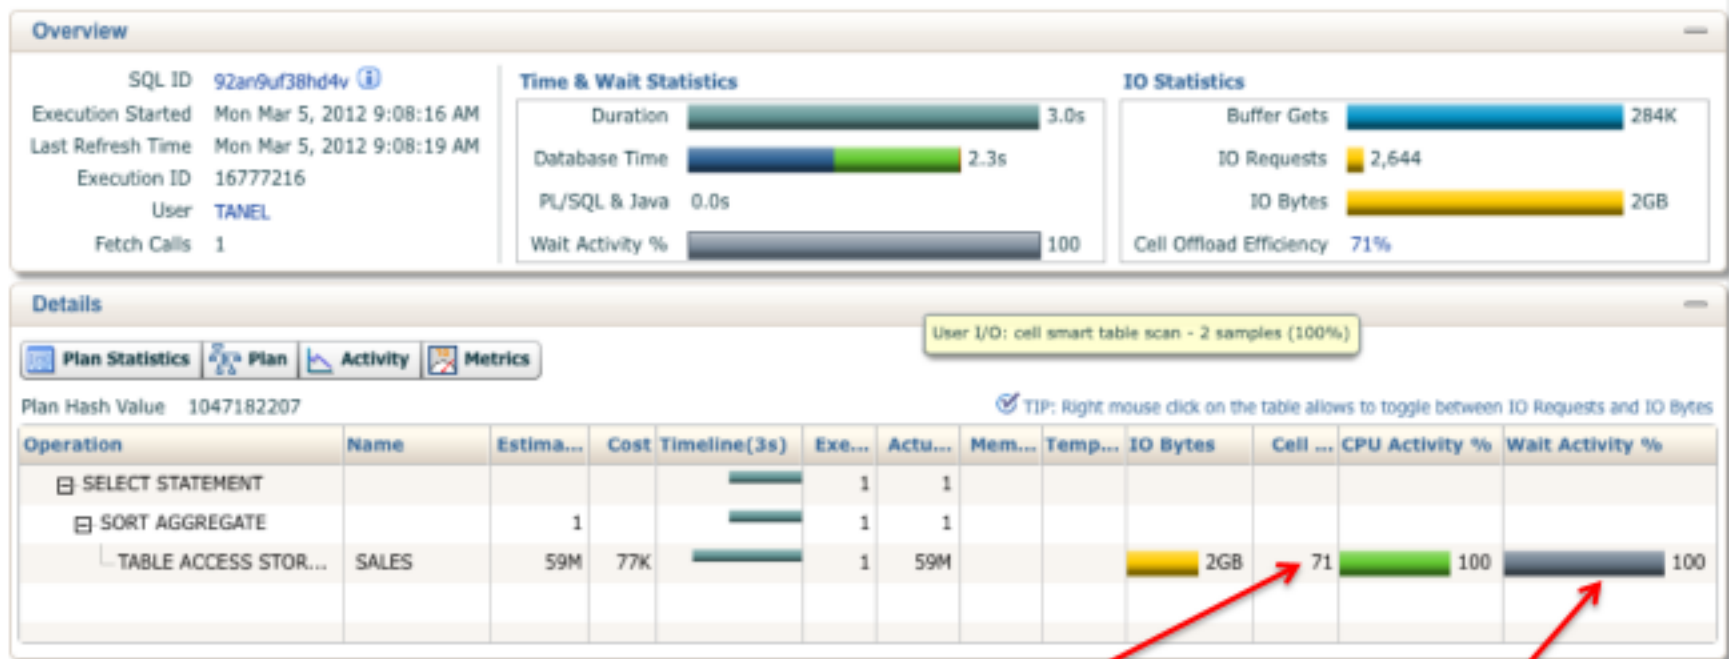 Overview
SQL ID 92an9uf38hd4v
Execution Started Mon Mar 5, 2012 9:08:16 AM
Last Refresh Time Mon Mar 5, 2012 9:08:19 AM
Execution ID 16777216
User TANEL
Fetch Calls 1
Time & Wait Statistics
Duration 3.0s
Database Time 2.3s
PL/SQL & Java 0.0s
Wait Activity % 100
IO Statistics
Buffer Gets 284K
IO Requests 2,644
IO Bytes 2GB
Cell Offload Efficiency 71%
Details
User I/O: cell smart table scan - 2 samples (100%)
Plan Statistics Plan Activity Metrics
Plan Hash Value 1047182207
TIP: Right mouse click on the table allows to toggle between IO Requests and IO Bytes
Operation Name Estima... Cost Timeline(3s) Exe... Actu... Mem... Temp... IO Bytes Cell ... CPU Activity % Wait Activity %
SELECT STATEMENT 1 1
SORT AGGREGATE 1 1 1
TABLE ACCESS STOR... SALES 59M 77K 1 59M 2GB 71 100 100